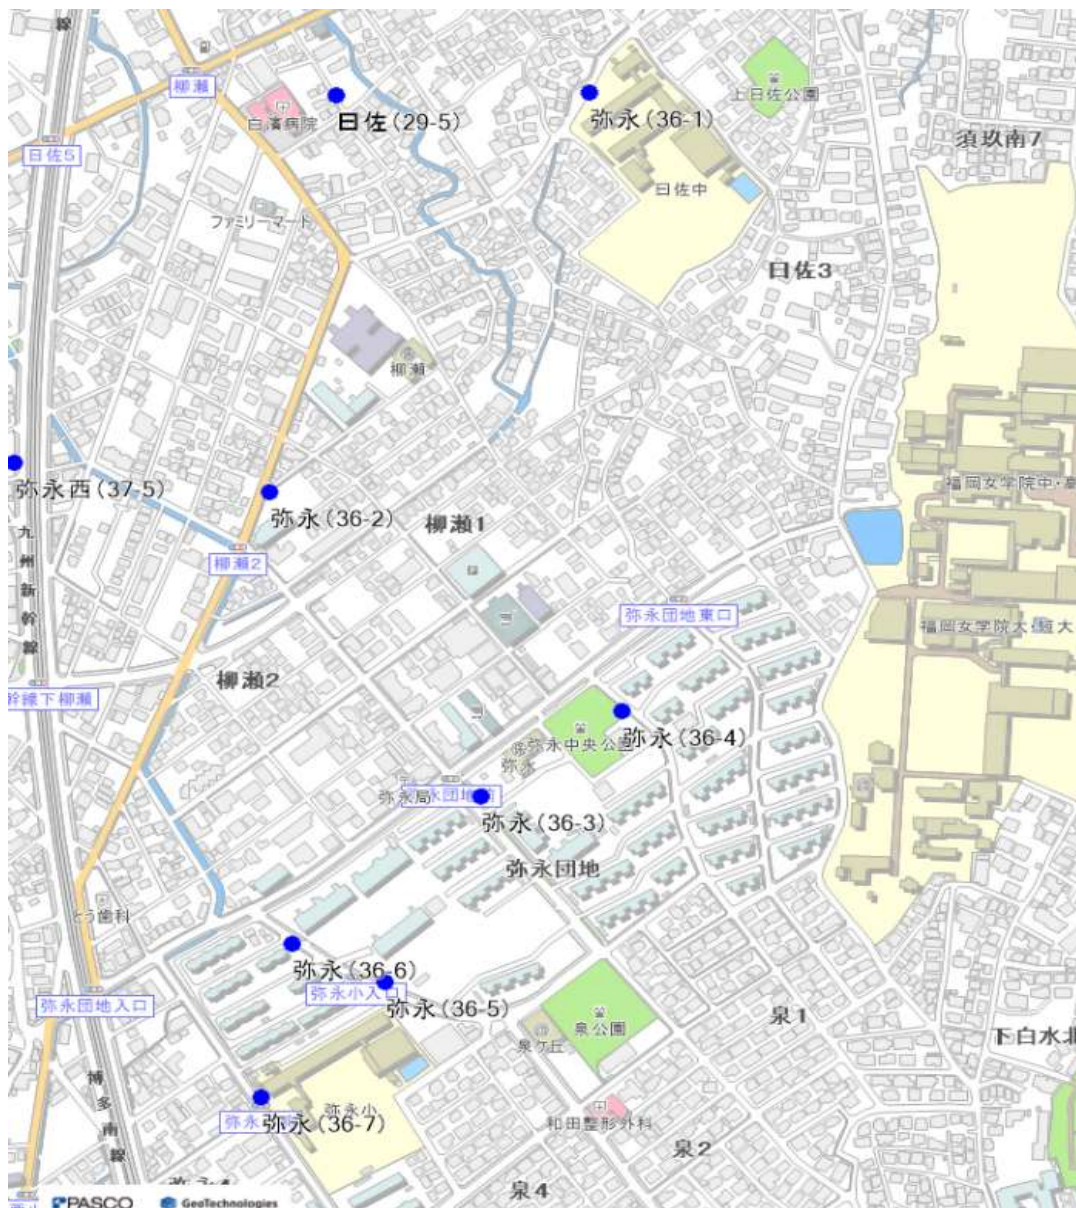 線
柳瀬
白濱病院
日佐(29-5)
弥永(36-1)
上日佐公園
須玖南7
日佐5
日佐中
ファミリーマート
日佐3
柳瀬
福岡女学院中・高
弥永西(37-5)
弥永(36-2)
柳瀬1
九州新幹線
柳瀬2
弥永団地東口
福岡女学院大・短大
柳瀬2
幹線下柳瀬
弥永(36-4)
弥永中央公園
弥永
弥永局
弥永団地前
弥永(36-3)
弥永団地
とう歯科
弥永(36-6)
弥永小入口
弥永(36-5)
弥永団地入口
泉公園
泉1
泉ケ丘
下白水北
博多南線
弥永小
弥永(36-7)
和田整形外科
泉2
弥永4
泉4
PASCO
GeoTechnologies